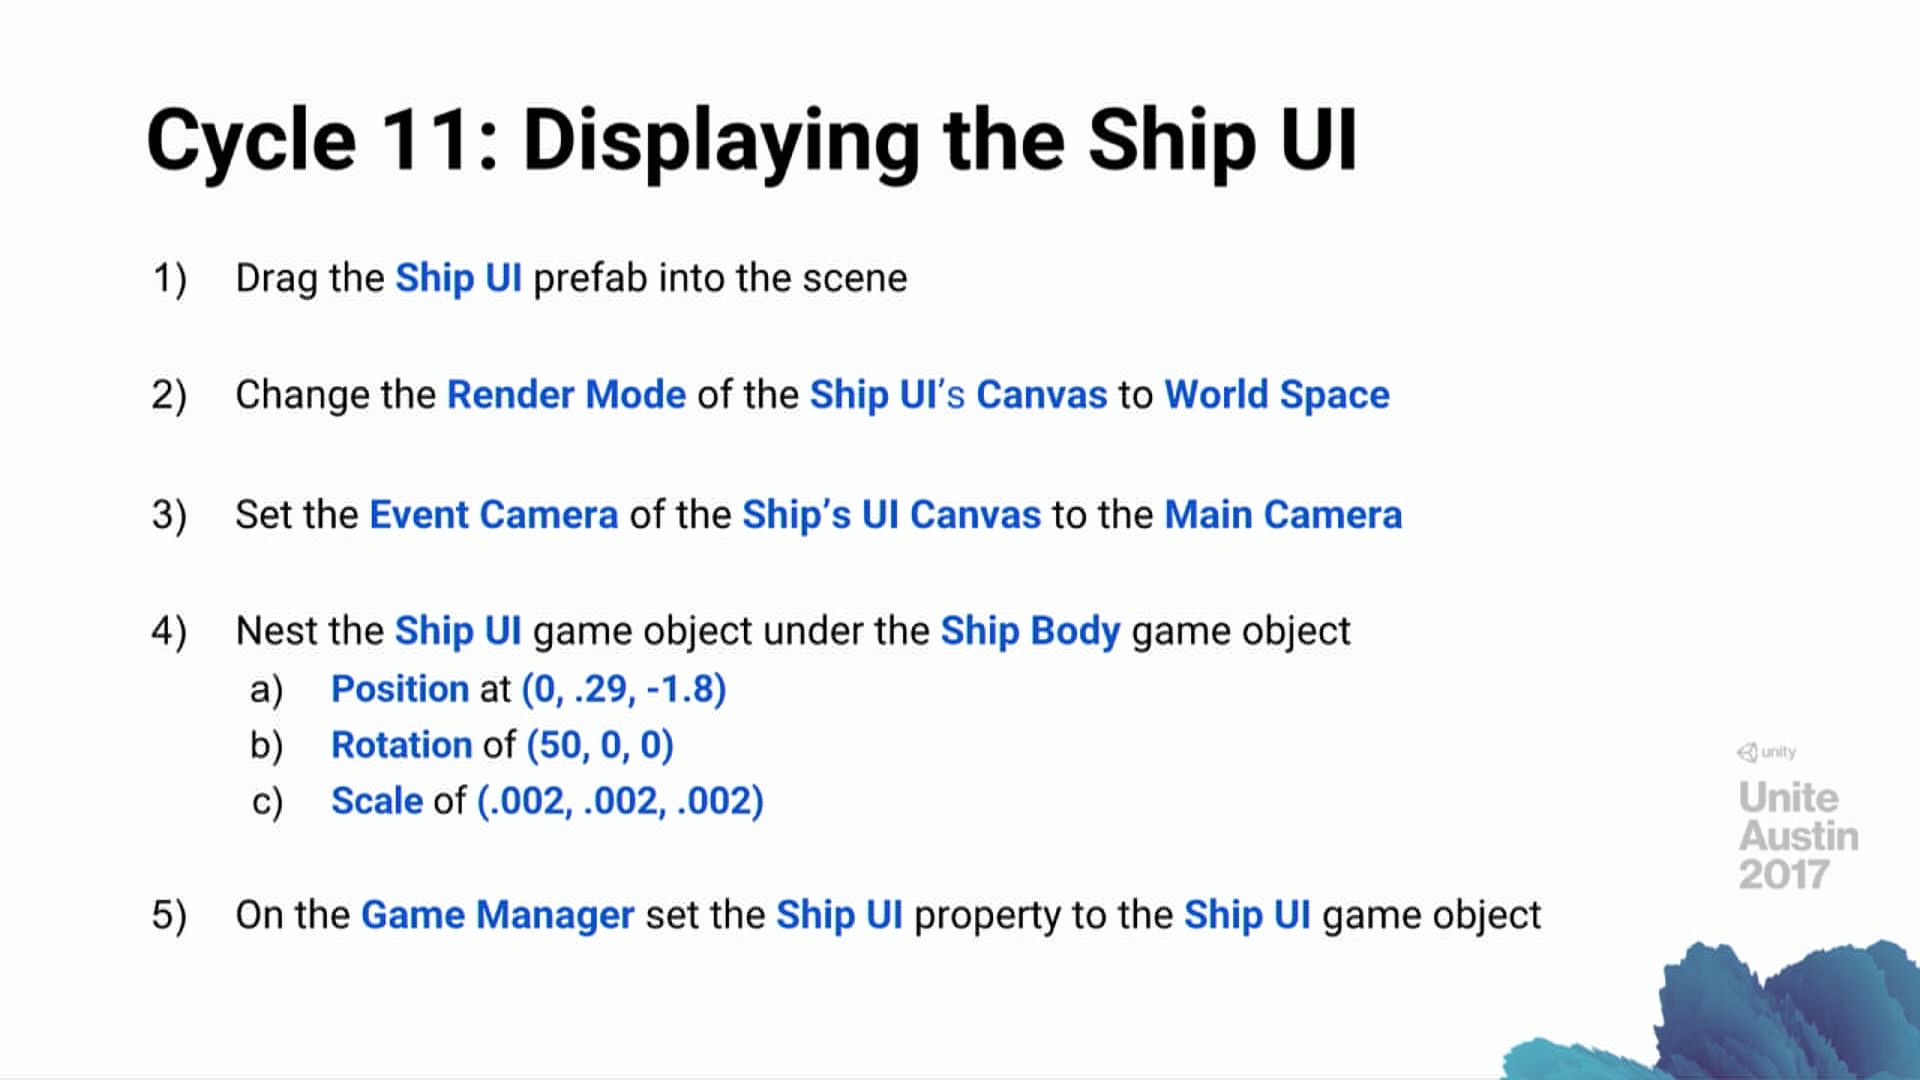 Cycle 11: Displaying the Ship UI
1) Drag the Ship UI prefab into the scene
2) Change the Render Mode of the Ship UI’s Canvas to World Space
3) Set the Event Camera of the Ship’s UI Canvas to the Main Camera
4) Nest the Ship UI game object under the Ship Body game object
a) Position at (0, .29, -1.8)
b) Rotation of (50, 0, 0)
c) Scale of (.002, .002, .002)
5) On the Game Manager set the Ship UI property to the Ship UI game object
unity
Unite
Austin
2017